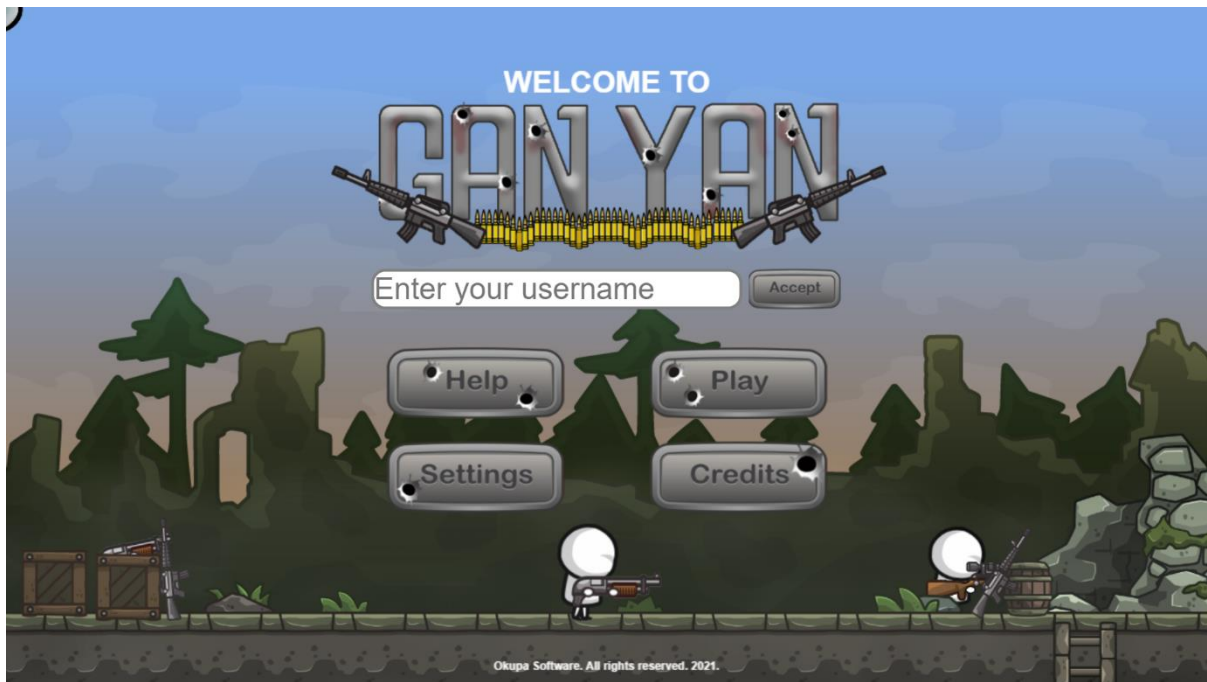 WELCOME TO
GAN YAN
Enter your username
Accept
Help
Play
Settings
Credits
Okupa Software. All rights reserved. 2021.